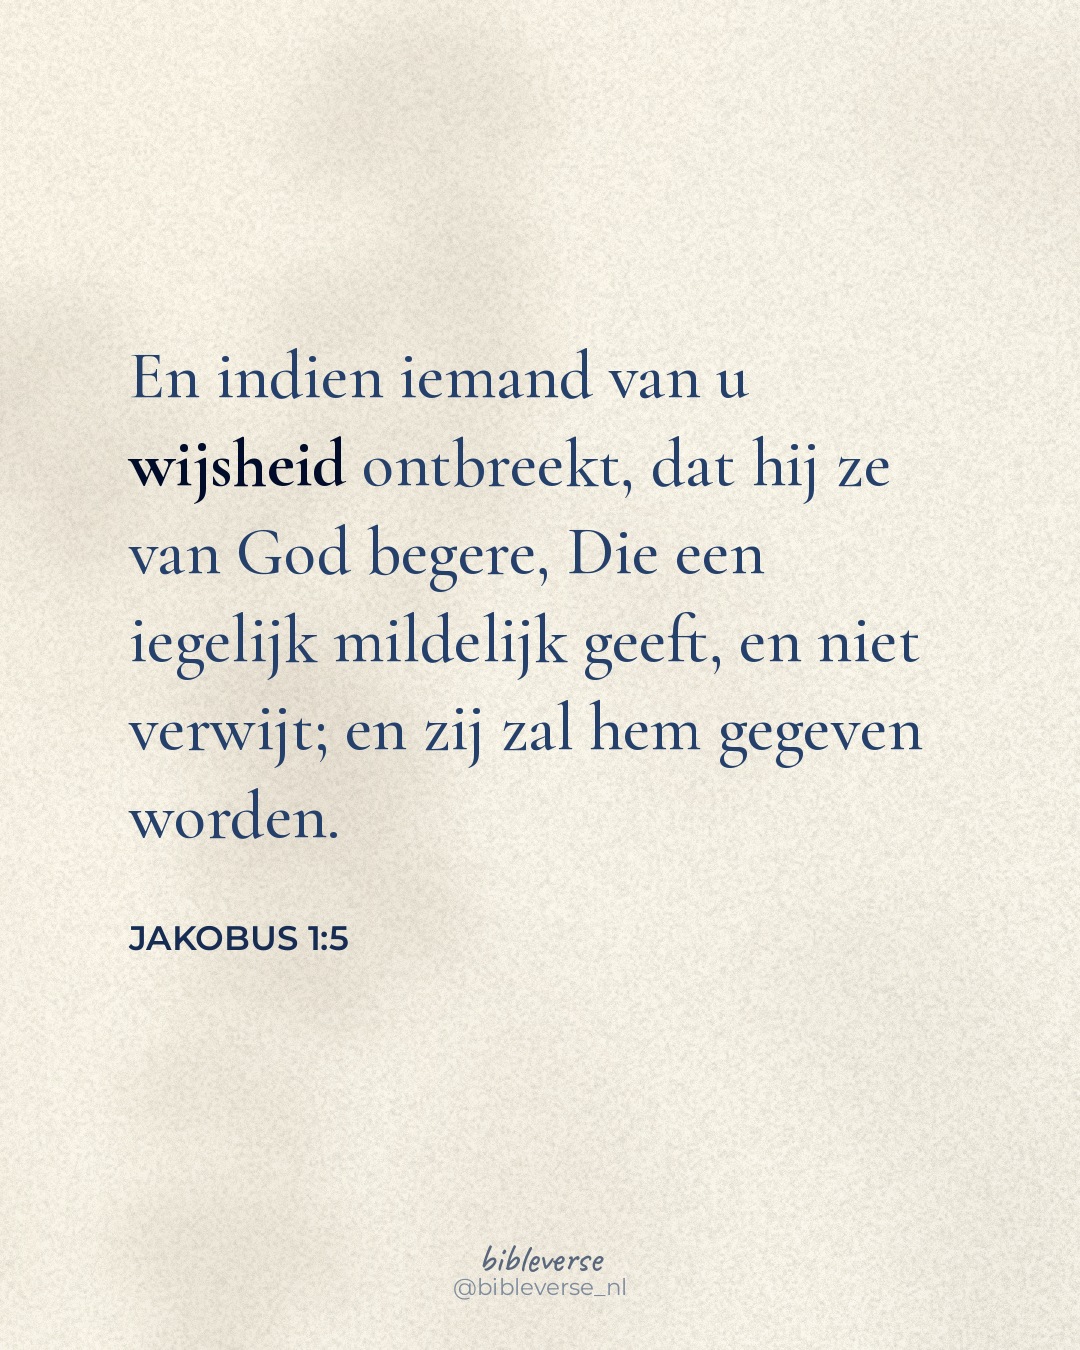 En indien iemand van u
wijsheid ontbreekt, dat hij ze
van God begere, Die een
iegelijk mildelijk geeft, en niet
verwijt; en zij zal hem gegeven
worden.
JAKOBUS 1:5
bibleverse
@bibleverse_nl